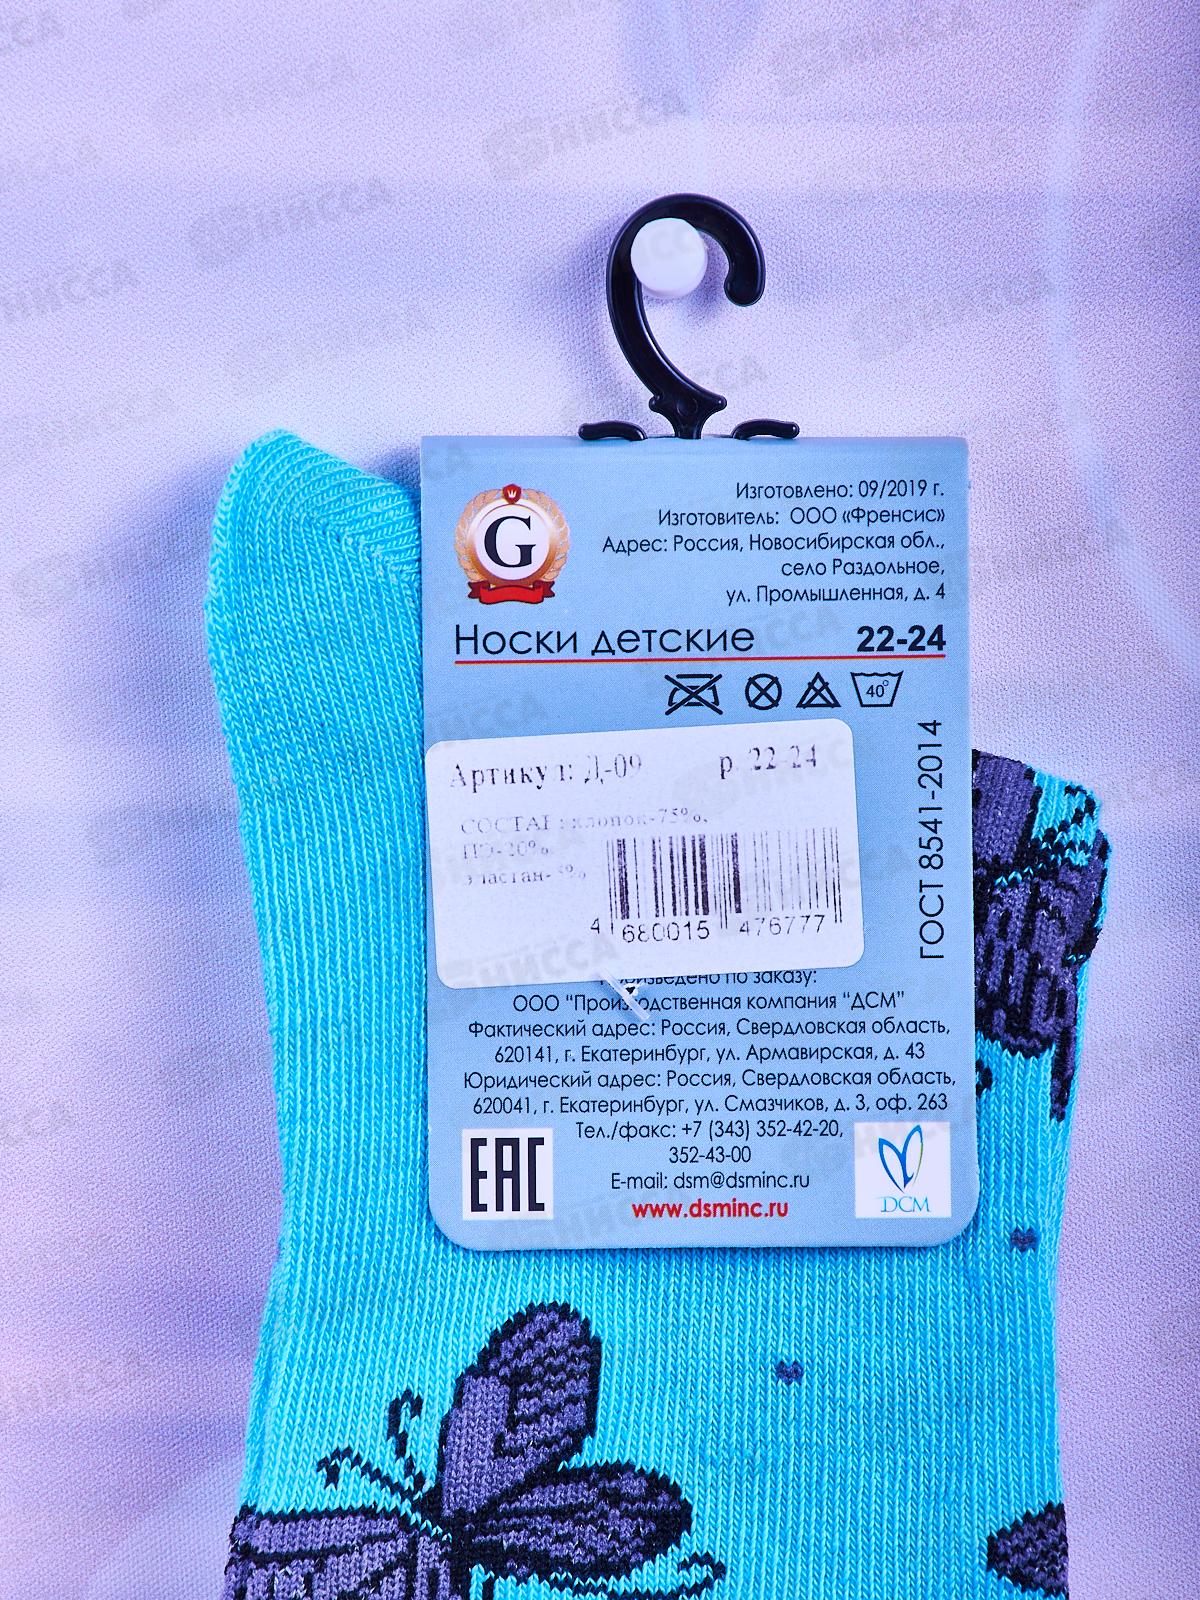 G
Изготовлено: 09/2019 г.
Изготовитель: ООО «Френсис»
Адрес: Россия, Новосибирская обл.,
село Раздольное,
ул. Промышленная, д. 4
Носки детские 22-24
40°
Артикул: Д-09 р. 22-24
СОСТАВ: хлопок-75%,
ПЭ-20%,
эластан-5%
4 680015 476777
ГОСТ 8541-2014
Произведено по заказу:
ООО "Производственная компания "ДСМ"
Фактический адрес: Россия, Свердловская область,
620141, г. Екатеринбург, ул. Армавирская, д. 43
Юридический адрес: Россия, Свердловская область,
620041, г. Екатеринбург, ул. Смазчиков, д. 3, оф. 263
Тел./факс: +7 (343) 352-42-20,
352-43-00
E-mail: dsm@dsminc.ru
www.dsminc.ru
EAC
ДСМ
НИССА